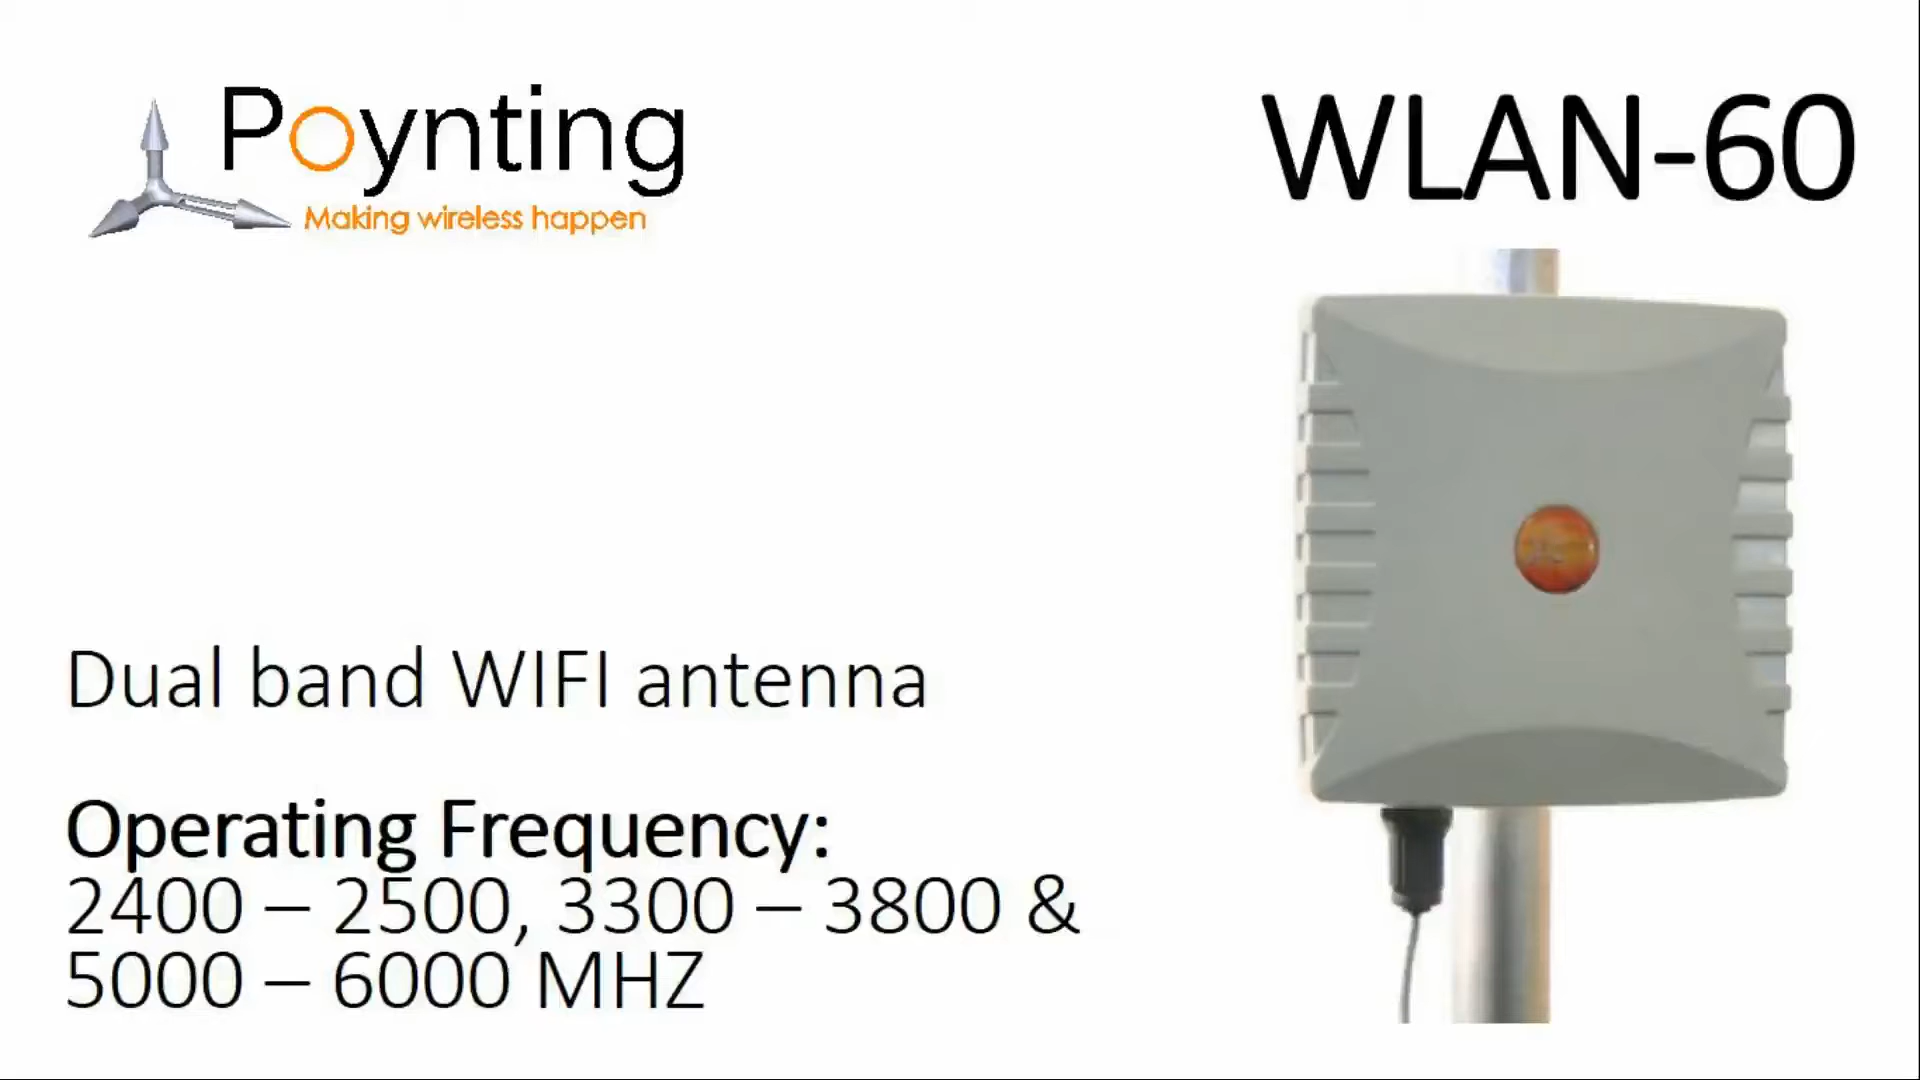 Poynting
Making wireless happen
WLAN-60
Dual band WIFI antenna
Operating Frequency:
2400 – 2500, 3300 – 3800 &
5000 – 6000 MHZ